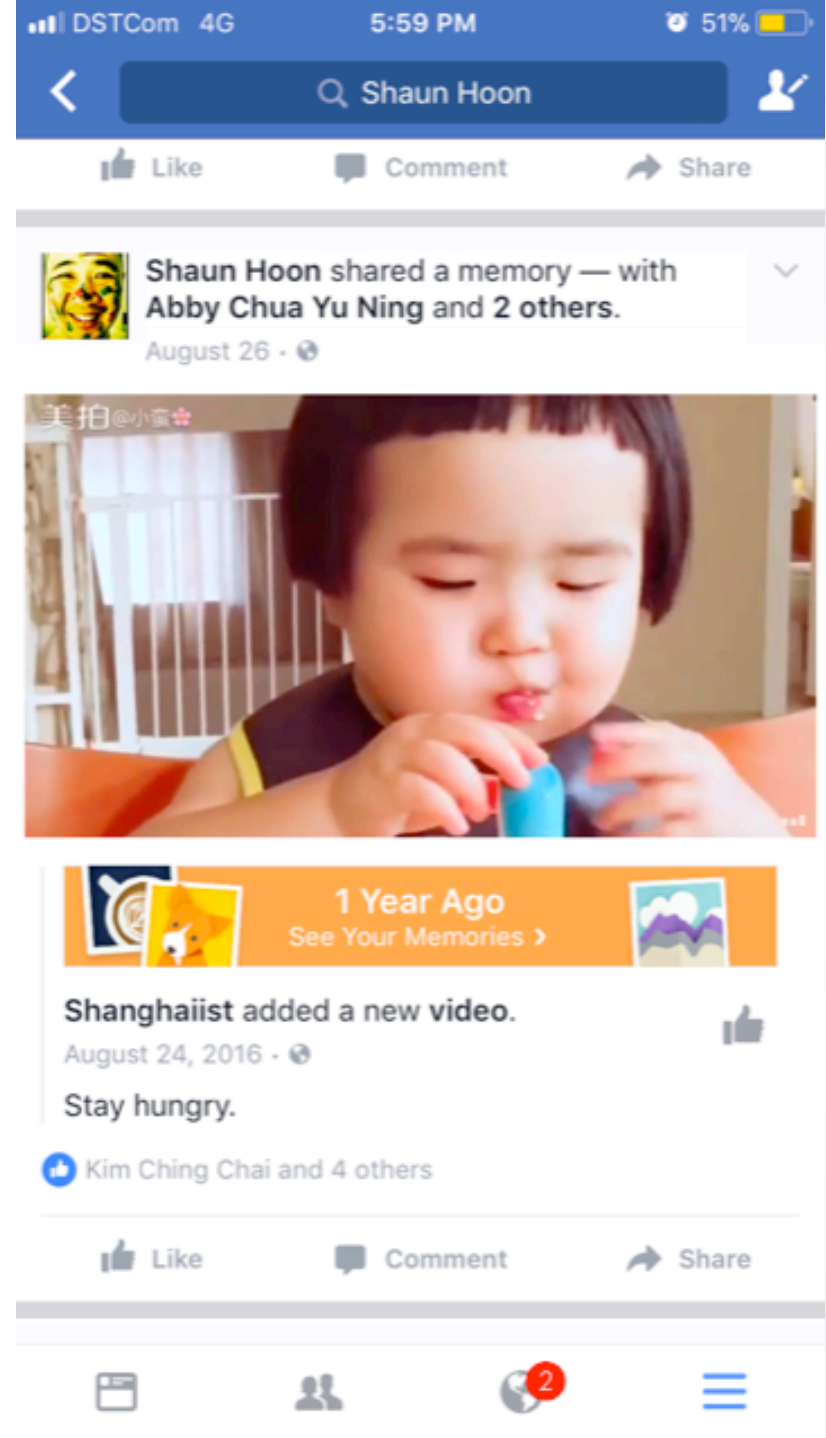 DSTCom 4G 5:59 PM 51%
Shaun Hoon
Like Comment Share
Shaun Hoon shared a memory — with
Abby Chua Yu Ning and 2 others.
August 26 ·
美拍@小蛮
1 Year Ago
See Your Memories >
Shanghaiist added a new video.
August 24, 2016 ·
Stay hungry.
Kim Ching Chai and 4 others
Like Comment Share
2